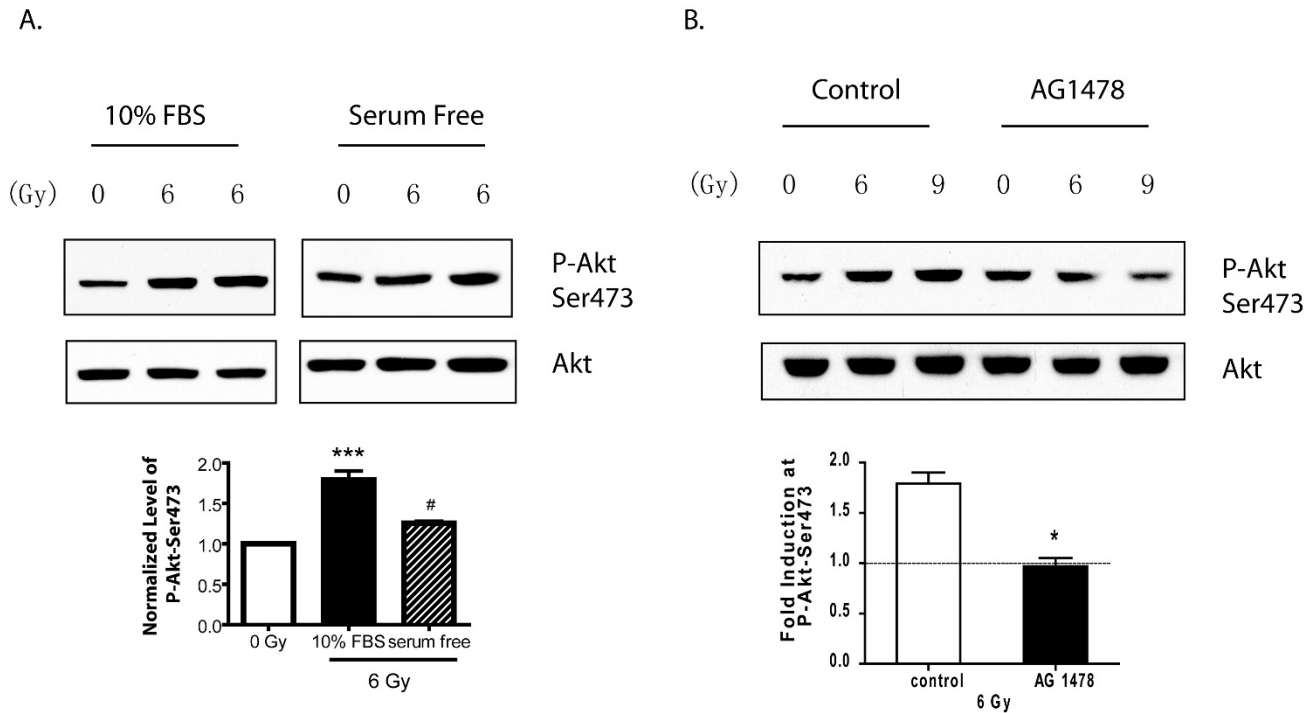 A.
10% FBS Serum Free
(Gy) 0 6 6 0 6 6
P-Akt
Ser473
Akt
Normalized Level of
P-Akt-Ser473
2.0
1.5
1.0
0.5
0.0
***
#
0 Gy 10% FBS serum free
6 Gy
B.
Control AG1478
(Gy) 0 6 9 0 6 9
P-Akt
Ser473
Akt
Fold Induction at
P-Akt-Ser473
2.0
1.5
1.0
0.5
0.0
*
control AG 1478
6 Gy